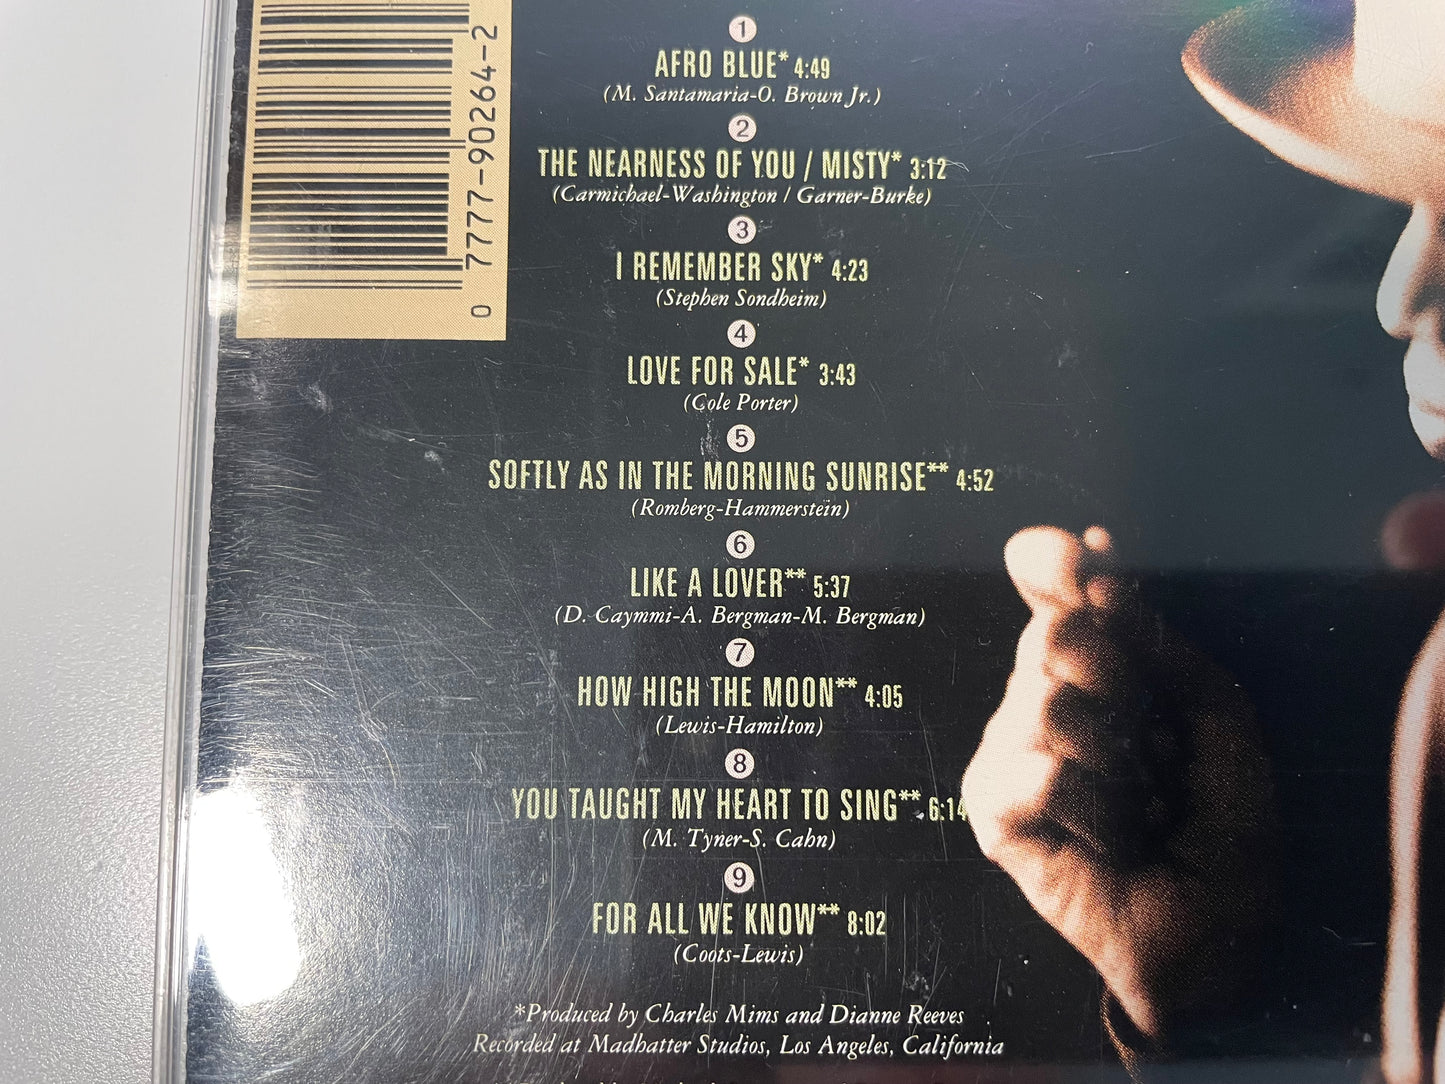 0 7777-90264-2
1
AFRO BLUE* 4:49
(M. Santamaria-O. Brown Jr.)
2
THE NEARNESS OF YOU / MISTY* 3:12
(Carmichael-Washington / Garner-Burke)
3
I REMEMBER SKY* 4:23
(Stephen Sondheim)
4
LOVE FOR SALE* 3:43
(Cole Porter)
5
SOFTLY AS IN THE MORNING SUNRISE** 4:52
(Romberg-Hammerstein)
6
LIKE A LOVER** 5:37
(D. Caymmi-A. Bergman-M. Bergman)
7
HOW HIGH THE MOON** 4:05
(Lewis-Hamilton)
8
YOU TAUGHT MY HEART TO SING** 6:14
(M. Tyner-S. Cahn)
9
FOR ALL WE KNOW** 8:02
(Coots-Lewis)
*Produced by Charles Mims and Dianne Reeves
Recorded at Madhatter Studios, Los Angeles, California